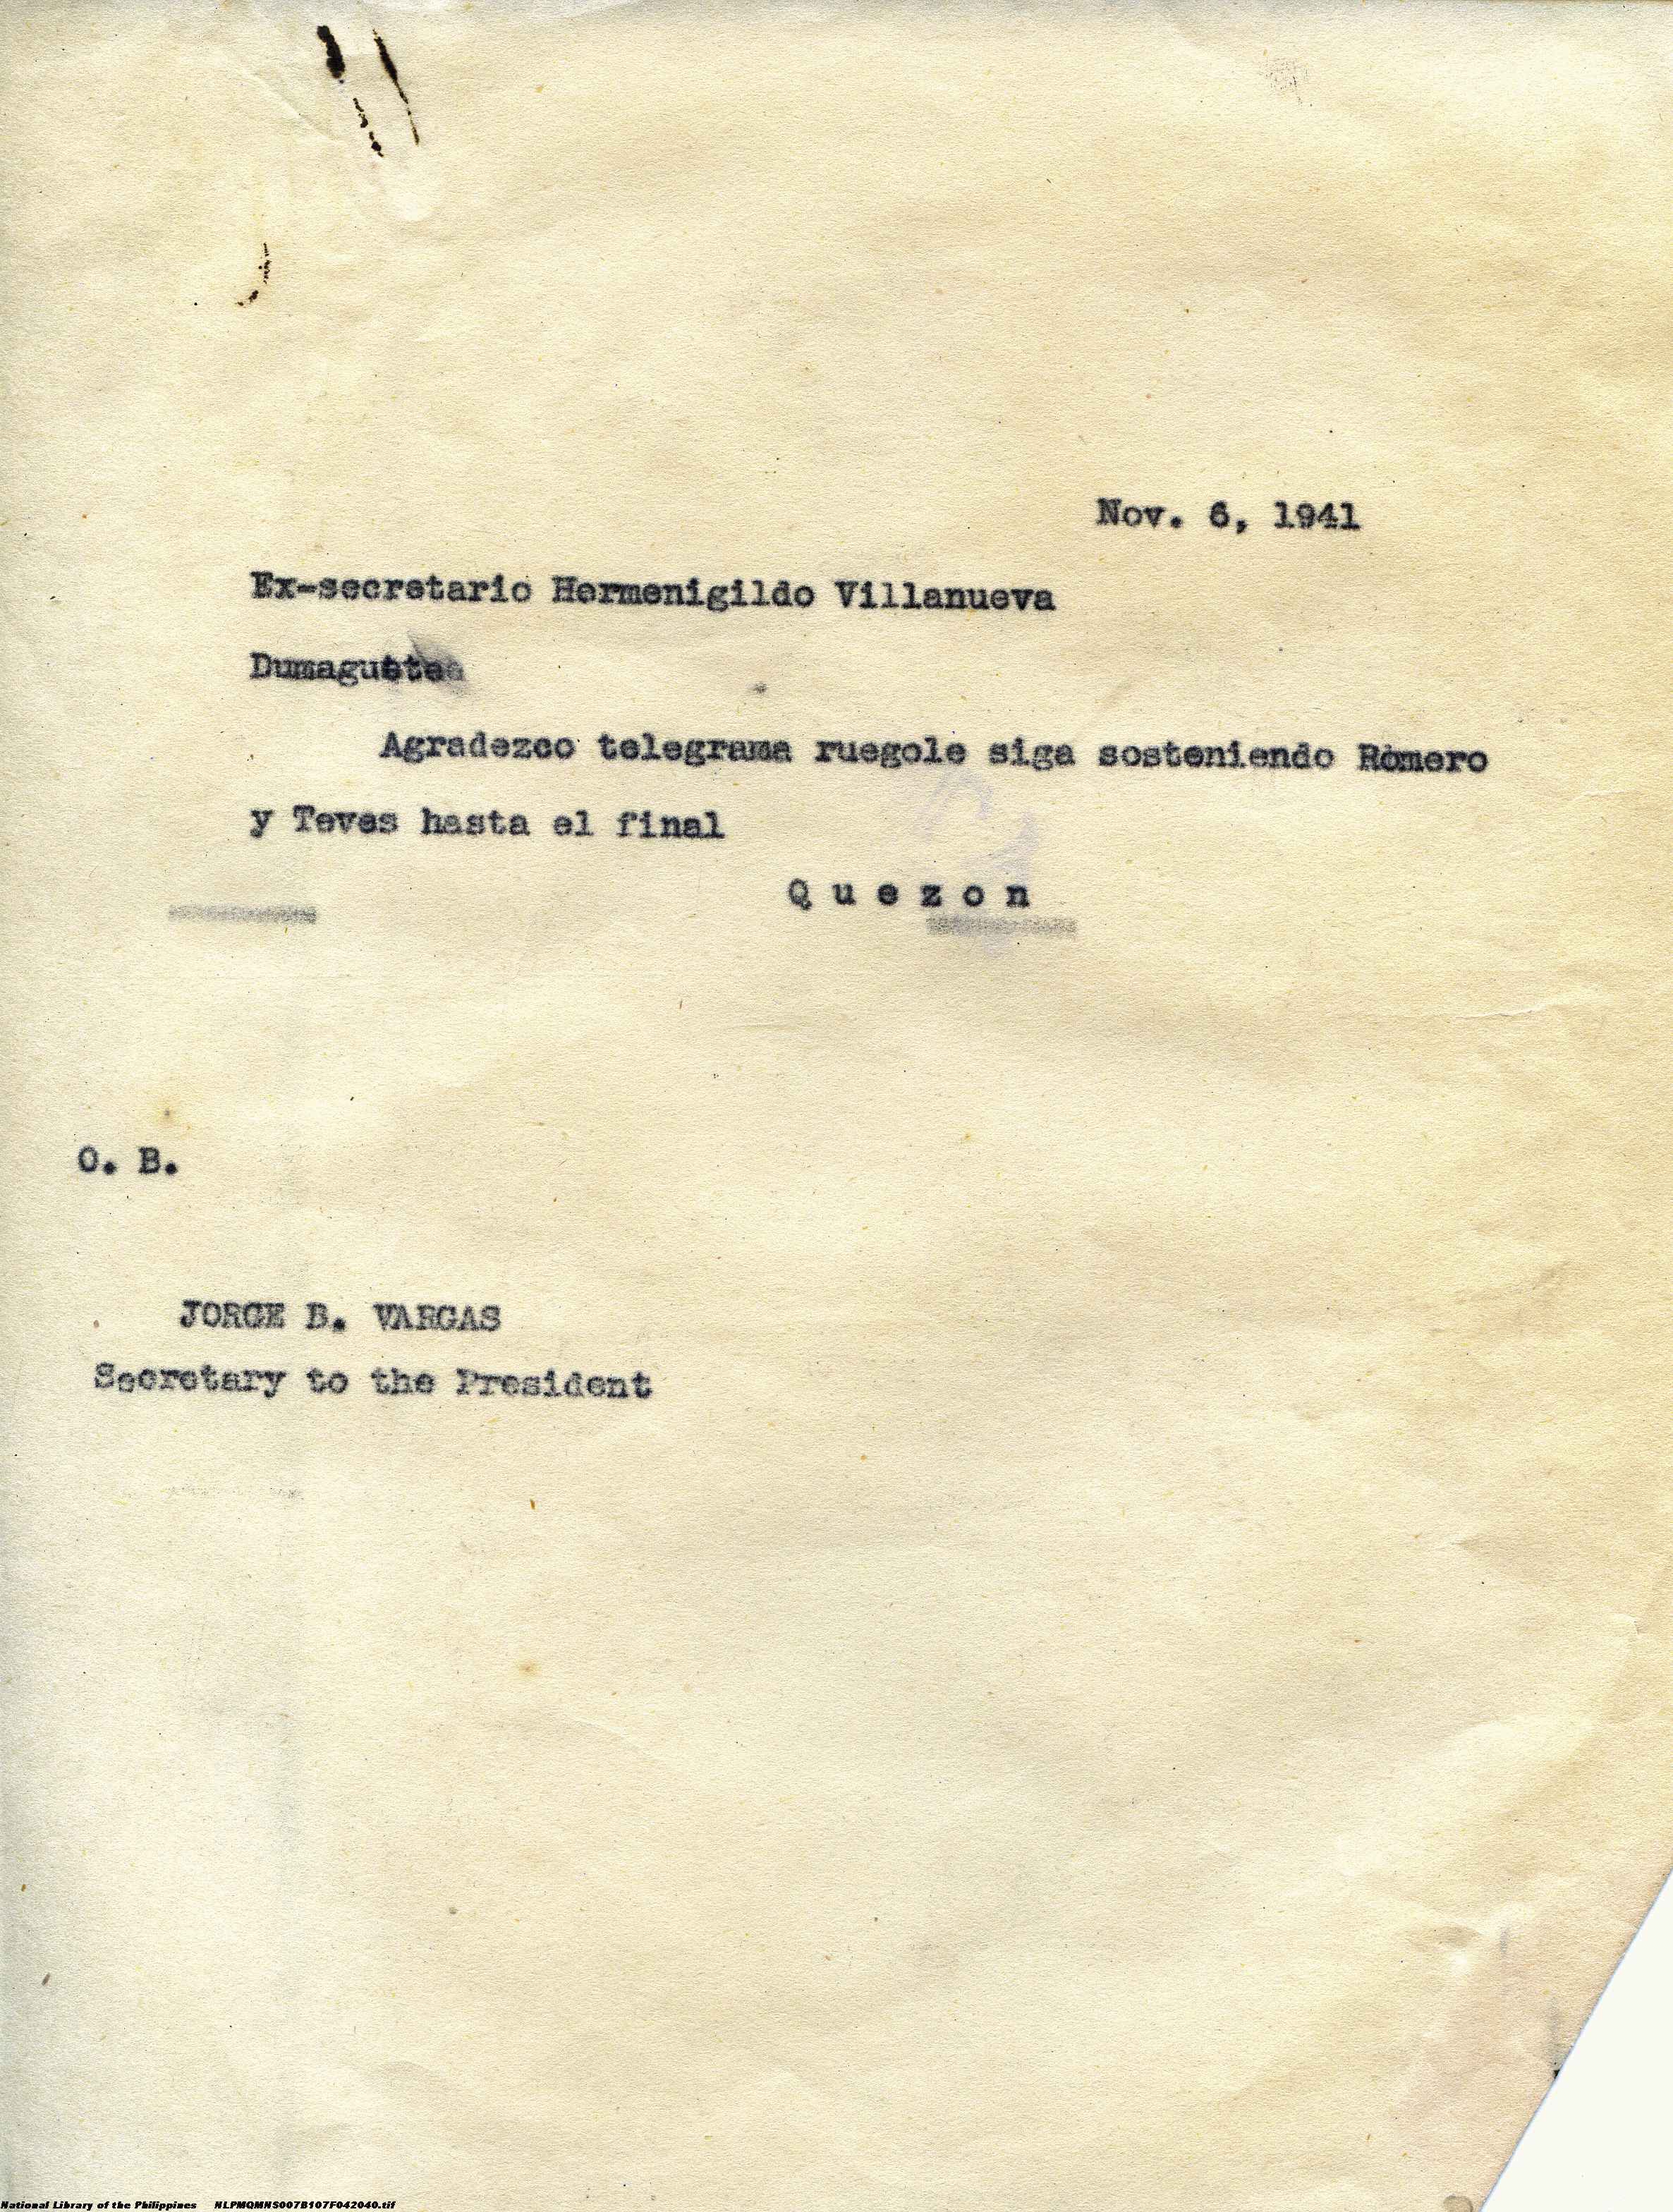 Nov. 6, 1941
Ex-secretario Hermenigildo Villanueva
Dumaguete
Agradezco telegrama ruegole siga sosteniendo Romero
y Teves hasta el final
Q u e z o n
O. B.
JORGE B. VARGAS
Secretary to the President
National Library of the Philippines NLPMQMNS007B107F042040.tif